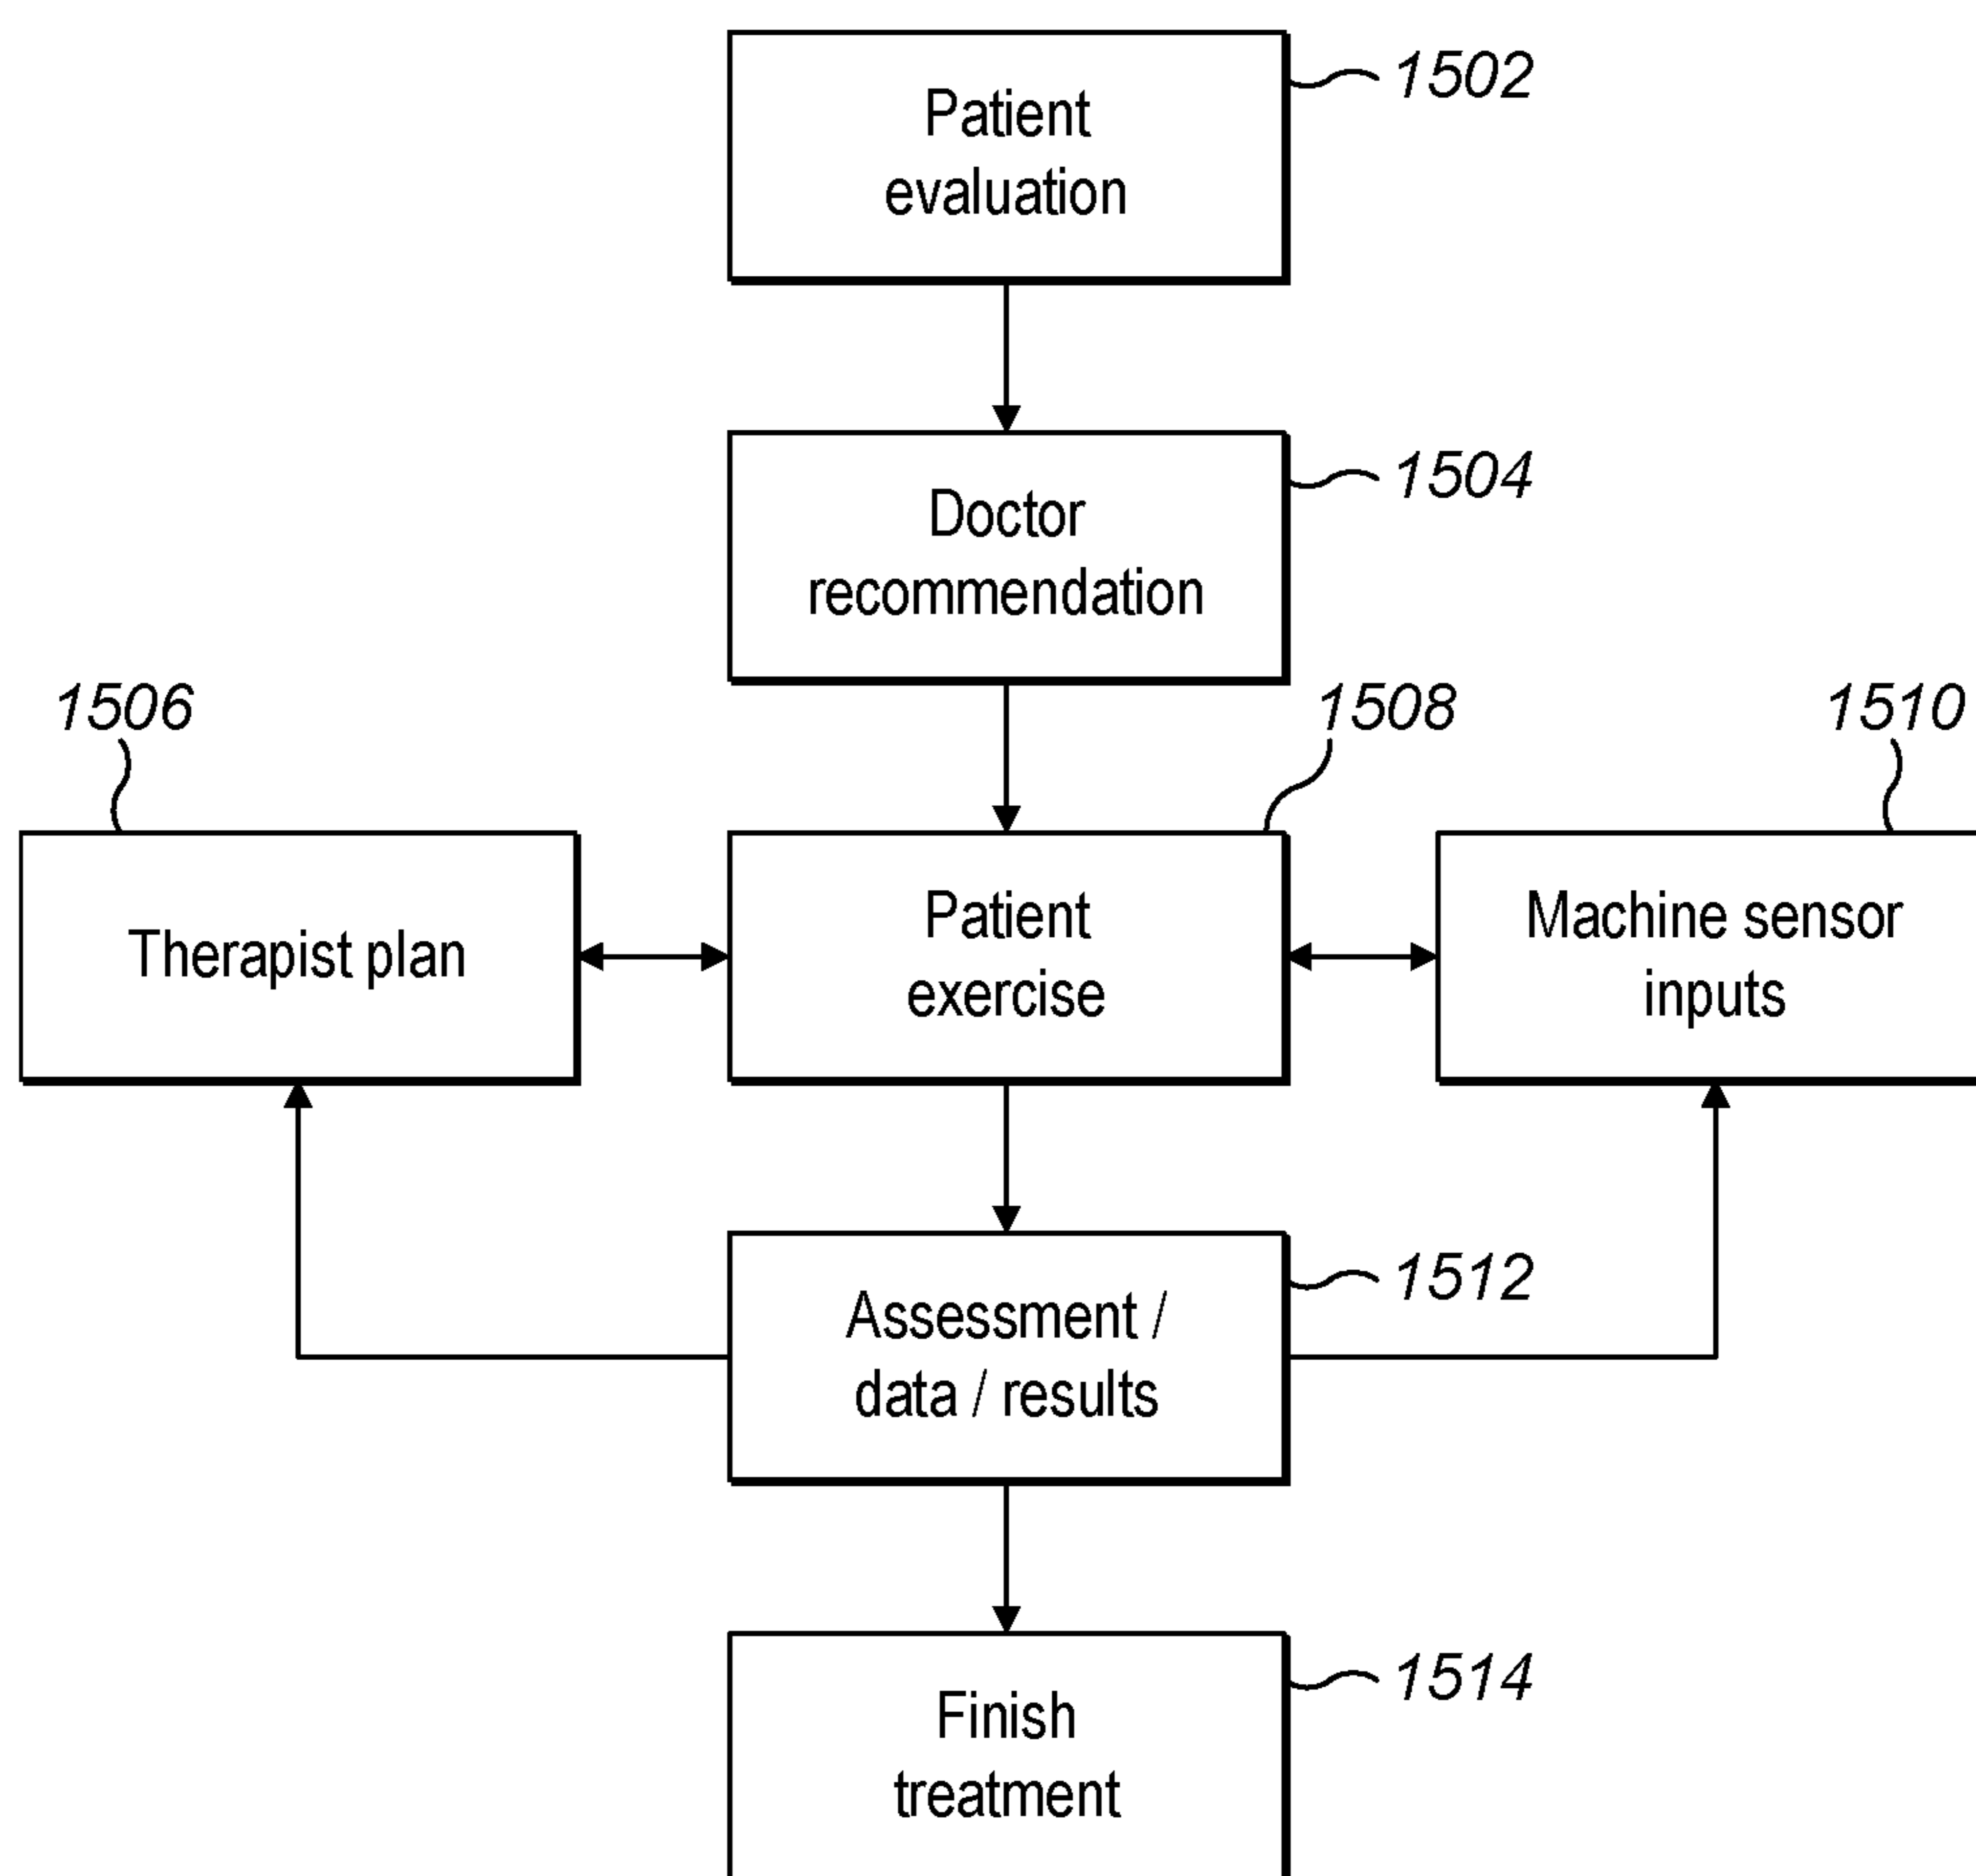 Patient
evaluation
1502
Doctor
recommendation
1504
1506
1508
1510
Therapist plan
Patient
exercise
Machine sensor
inputs
Assessment /
data / results
1512
Finish
treatment
1514